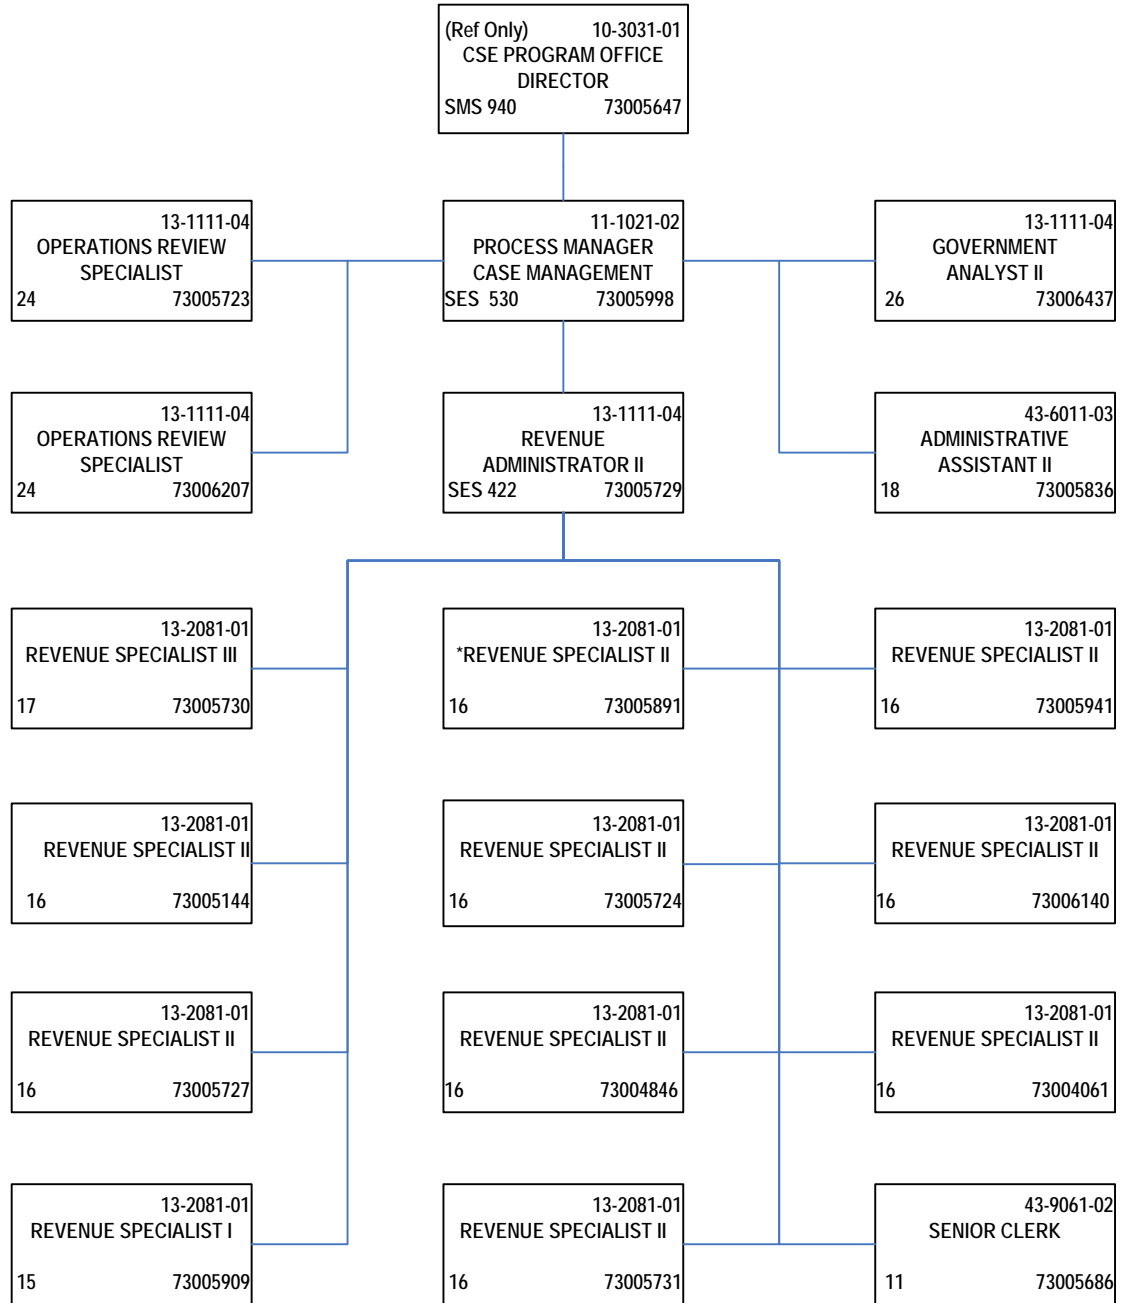 (Ref Only) 10-3031-01
CSE PROGRAM OFFICE
DIRECTOR
SMS 940 73005647
13-1111-04
OPERATIONS REVIEW
SPECIALIST
24 73005723
11-1021-02
PROCESS MANAGER
CASE MANAGEMENT
SES 530 73005998
13-1111-04
GOVERNMENT
ANALYST II
26 73006437
13-1111-04
OPERATIONS REVIEW
SPECIALIST
24 73006207
13-1111-04
REVENUE
ADMINISTRATOR II
SES 422 73005729
43-6011-03
ADMINISTRATIVE
ASSISTANT II
18 73005836
13-2081-01
REVENUE SPECIALIST III
17 73005730
13-2081-01
*REVENUE SPECIALIST II
16 73005891
13-2081-01
REVENUE SPECIALIST II
16 73005941
13-2081-01
REVENUE SPECIALIST II
16 73005144
13-2081-01
REVENUE SPECIALIST II
16 73005724
13-2081-01
REVENUE SPECIALIST II
16 73006140
13-2081-01
REVENUE SPECIALIST II
16 73005727
13-2081-01
REVENUE SPECIALIST II
16 73004846
13-2081-01
REVENUE SPECIALIST II
16 73004061
13-2081-01
REVENUE SPECIALIST I
15 73005909
13-2081-01
REVENUE SPECIALIST II
16 73005731
43-9061-02
SENIOR CLERK
11 73005686